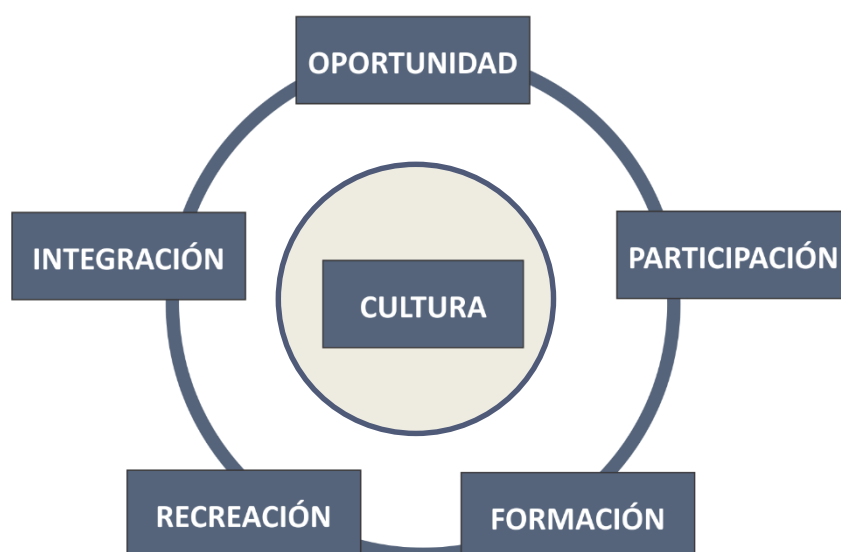 OPORTUNIDAD
INTEGRACIÓN
PARTICIPACIÓN
CULTURA
RECREACIÓN
FORMACIÓN